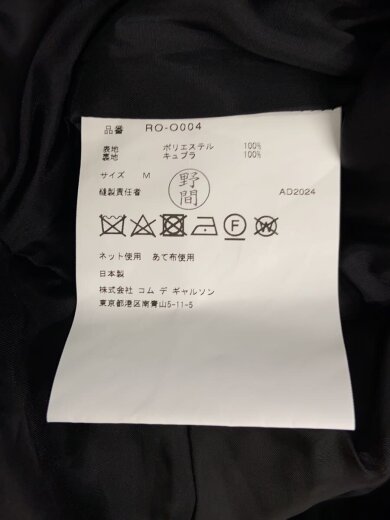 品番 RO-O004
表地 ポリエステル 100%
裏地 キュプラ 100%
サイズ M
野間
縫製責任者 AD2024
F W
ネット使用 あて布使用
日本製
株式会社 コム デ ギャルソン
東京都港区南青山5-11-5